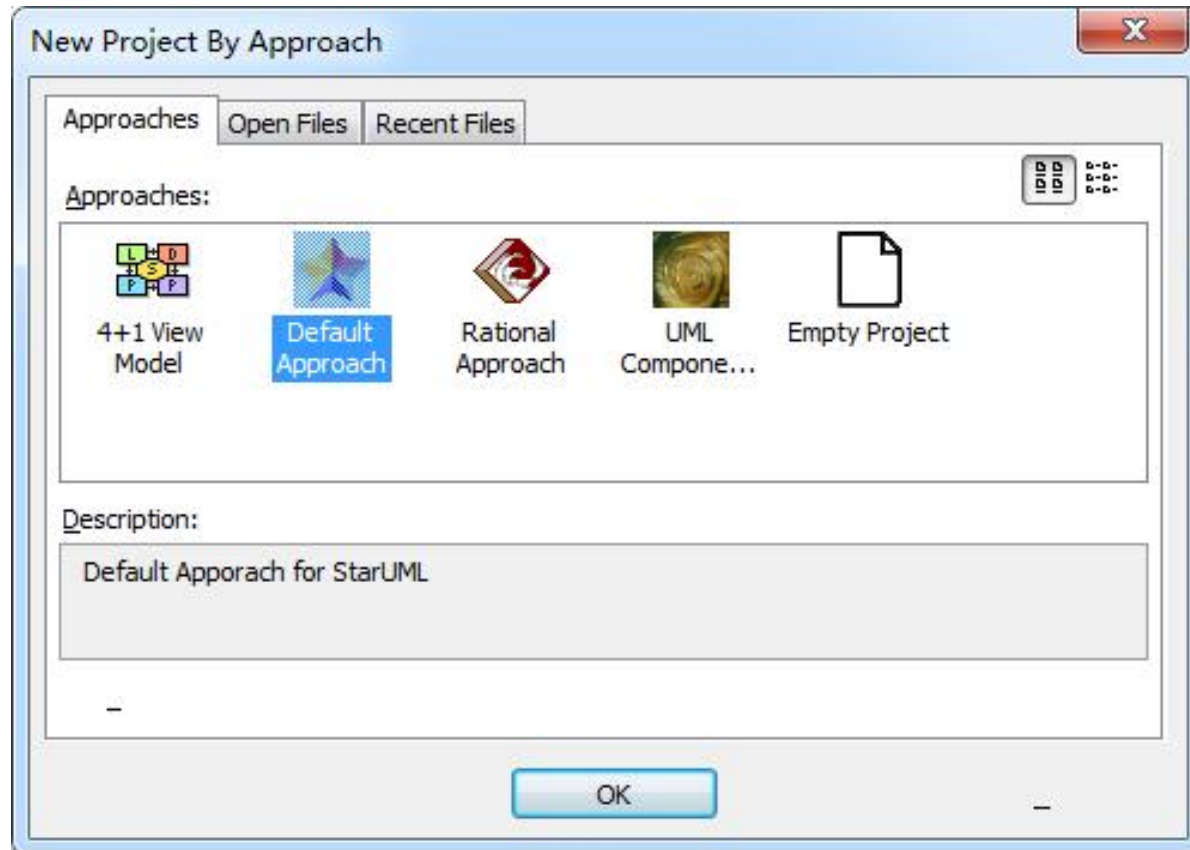 New Project By Approach
X
Approaches
Open Files
Recent Files
Approaches:
L D
S
P P
4+1 View
Model
Default
Approach
Rational
Approach
UML
Compone...
Empty Project
Description:
Default Apporach for StarUML
OK